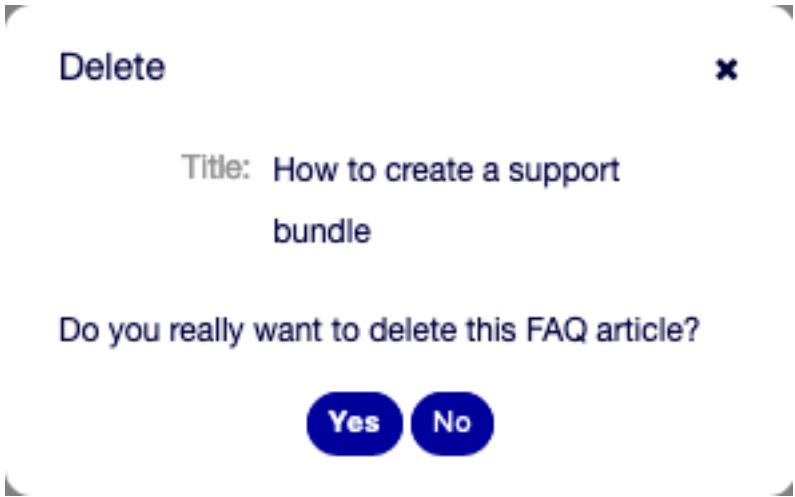 Delete
Title: How to create a support
bundle
Do you really want to delete this FAQ article?
Yes No